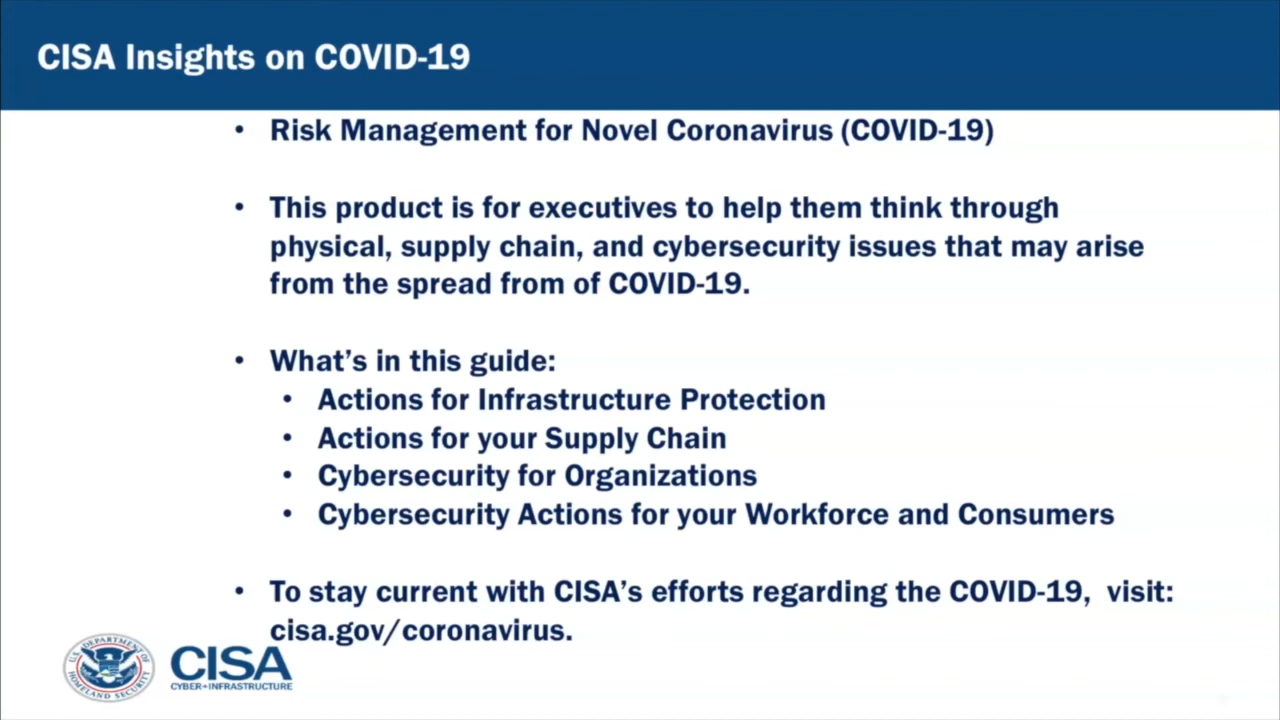 CISA Insights on COVID-19
• Risk Management for Novel Coronavirus (COVID-19)
• This product is for executives to help them think through
physical, supply chain, and cybersecurity issues that may arise
from the spread from of COVID-19.
• What's in this guide:
• Actions for Infrastructure Protection
• Actions for your Supply Chain
• Cybersecurity for Organizations
• Cybersecurity Actions for your Workforce and Consumers
• To stay current with CISA's efforts regarding the COVID-19, visit:
cisa.gov/coronavirus.
U.S. DEPARTMENT OF
HOMELAND SECURITY
CISA
CYBER+INFRASTRUCTURE